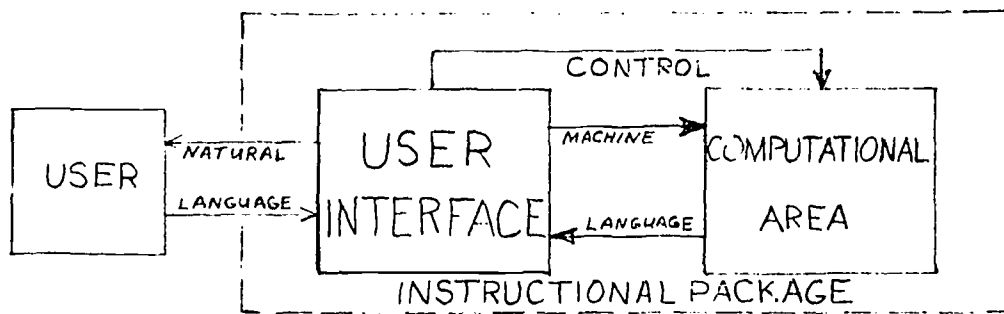 CONTROL
USER
NATURAL
LANGUAGE
USER
INTERFACE
MACHINE
LANGUAGE
COMPUTATIONAL
AREA
INSTRUCTIONAL PACKAGE